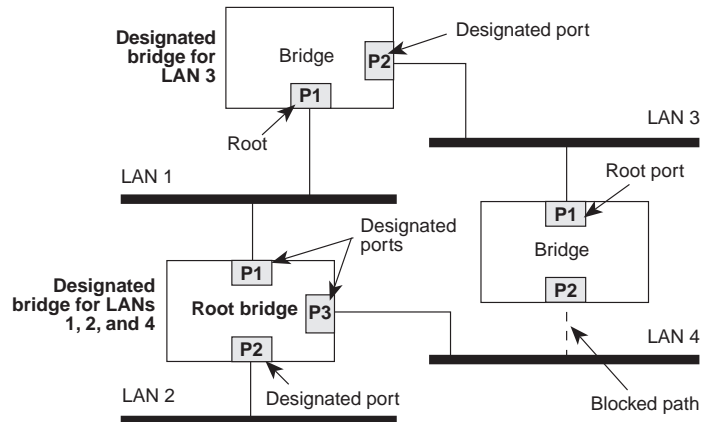 Designated
bridge for
LAN 3
Bridge
P2
P1
Designated port
Root
LAN 3
LAN 1
Root port
P1
Bridge
P2
Designated
ports
P1
Designated
bridge for LANs
1, 2, and 4
Root bridge
P3
P2
LAN 4
Designated port
Blocked path
LAN 2